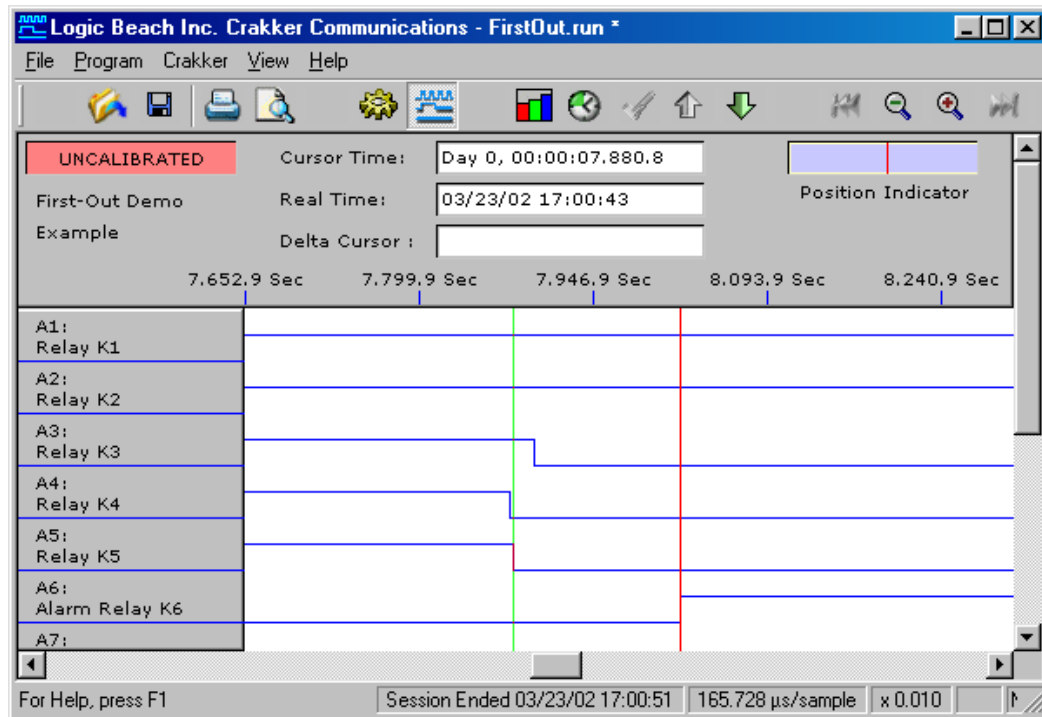 Logic Beach Inc. Crakker Communications - FirstOut.run *
File Program Crakker View Help
UNCALIBRATED Cursor Time: Day 0, 00:00:07.880.8
First-Out Demo Real Time: 03/23/02 17:00:43 Position Indicator
Example Delta Cursor :
7.652.9 Sec 7.799.9 Sec 7.946.9 Sec 8.093.9 Sec 8.240.9 Sec
A1:
Relay K1
A2:
Relay K2
A3:
Relay K3
A4:
Relay K4
A5:
Relay K5
A6:
Alarm Relay K6
A7:
For Help, press F1 Session Ended 03/23/02 17:00:51 165.728 µs/sample x 0.010